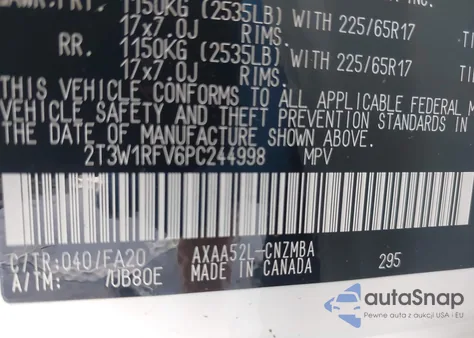 1150KG (2535LB) WITH 225/65R17
17x7.0J RIMS.
RR. 1150KG (2535LB) WITH 225/65R17
17x7.0J RIMS.
THIS VEHICLE CONFORMS TO ALL APPLICABLE FEDERAL
VEHICLE SAFETY AND THEFT PREVENTION STANDARDS IN
THE DATE OF MANUFACTURE SHOWN ABOVE.
2T3W1RFV6PC244998 MPV
C/TR:040/FA20 AXAA52L-CNZMBA 295
A/TM: /UB80E MADE IN CANADA
autoSnap
Pewne auta z aukcji USA i EU